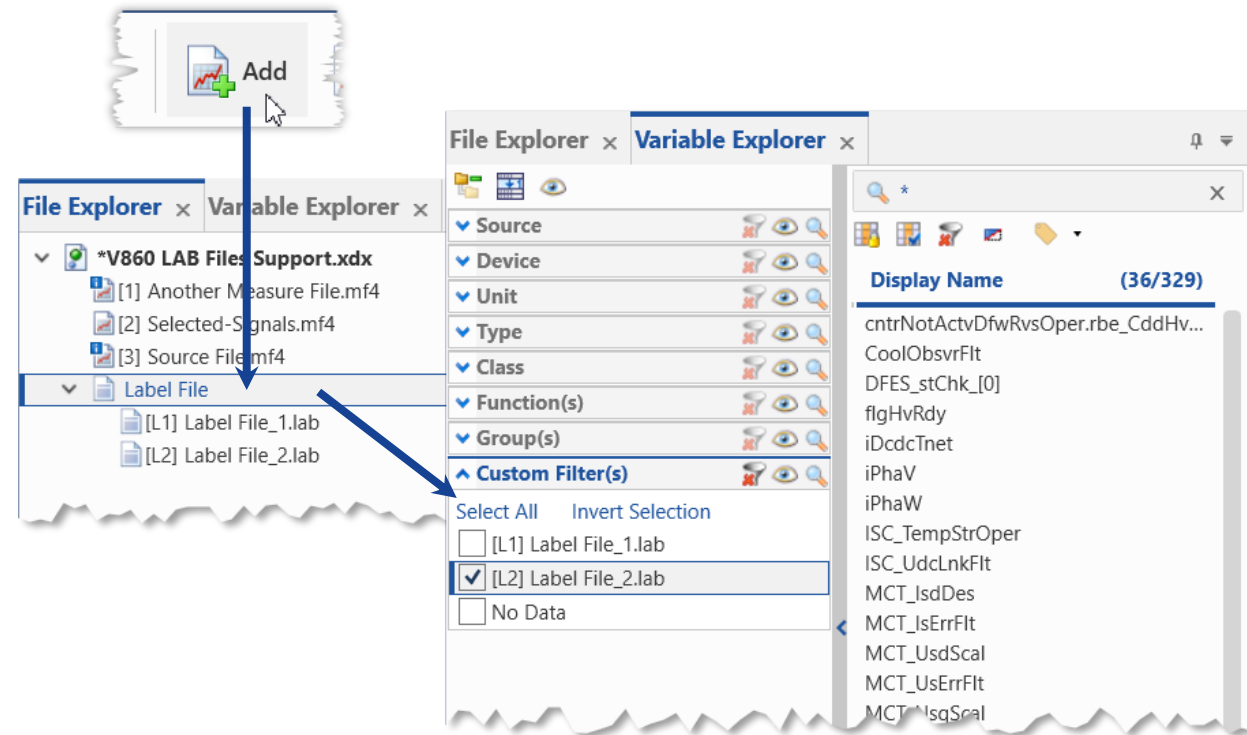 Add
File Explorer
Variable Explorer
*V860 LAB Files Support.xdx
[1] Another Measure File.mf4
[2] Selected-Signals.mf4
[3] Source File.mf4
Label File
[L1] Label File_1.lab
[L2] Label File_2.lab
File Explorer
Variable Explorer
Source
Device
Unit
Type
Class
Function(s)
Group(s)
Custom Filter(s)
Select All Invert Selection
[L1] Label File_1.lab
[L2] Label File_2.lab
No Data
*
Display Name (36/329)
cntrNotActvDfwRvsOper.rbe_CddHv...
CoolObsvrFlt
DFES_stChk_[0]
flgHvRdy
iDcdcTnet
iPhaV
iPhaW
ISC_TempStrOper
ISC_UdcLnkFlt
MCT_IsdDes
MCT_IsErrFlt
MCT_UsdScal
MCT_UsErrFlt
MCT_UsqScal